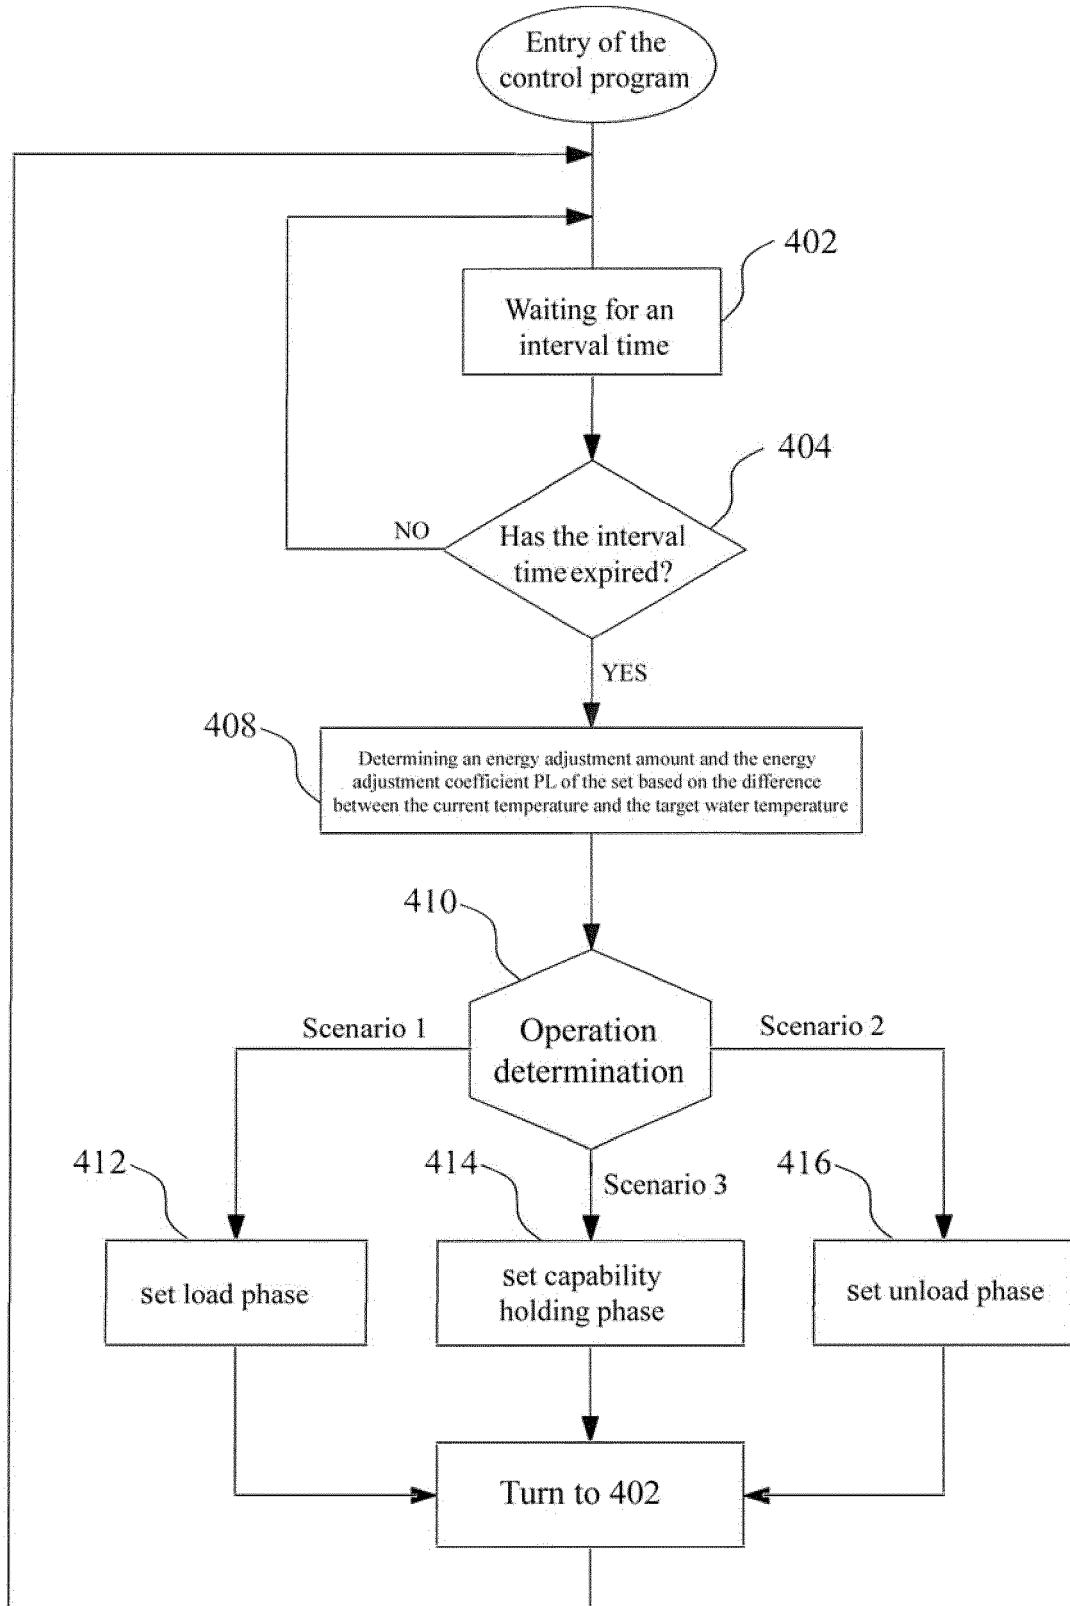 Entry of the
control program
402
Waiting for an
interval time
404
NO
Has the interval
time expired?
YES
408
Determining an energy adjustment amount and the energy
adjustment coefficient PL of the set based on the difference
between the current temperature and the target water temperature
410
Scenario 1
Operation
determination
Scenario 2
412
414
Scenario 3
416
set load phase
set capability
holding phase
set unload phase
Turn to 402